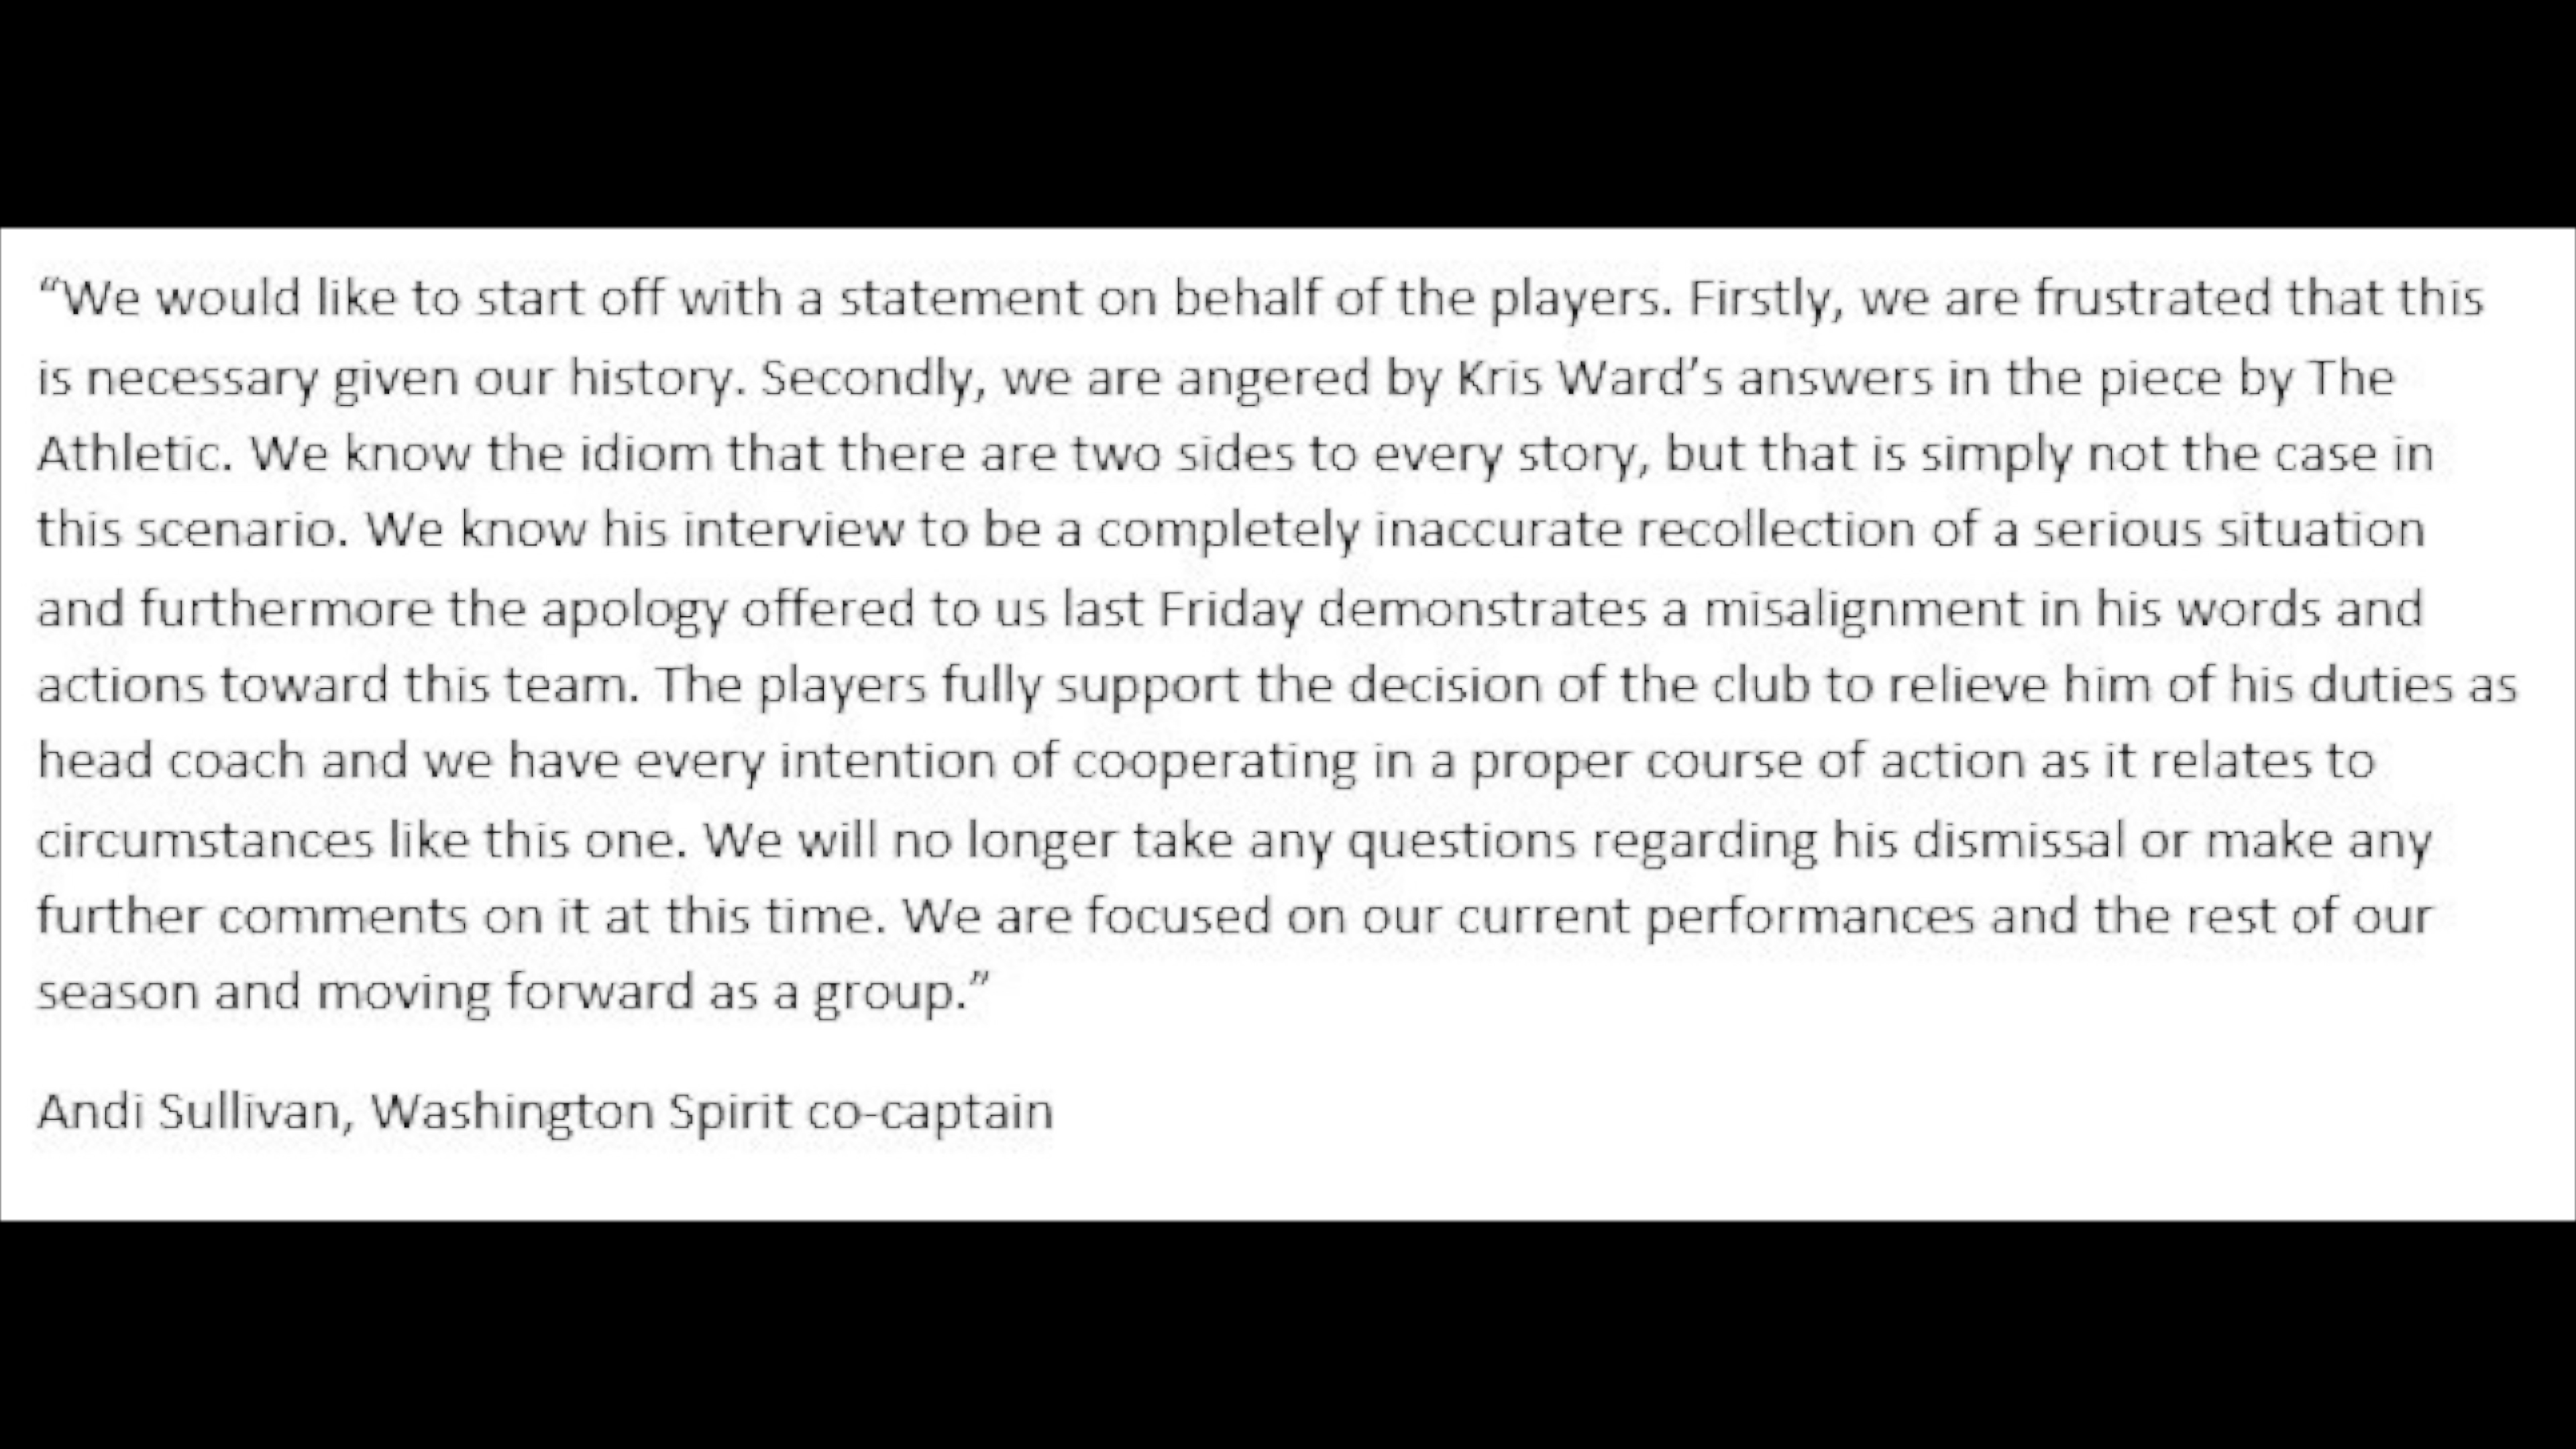 “We would like to start off with a statement on behalf of the players. Firstly, we are frustrated that this
is necessary given our history. Secondly, we are angered by Kris Ward’s answers in the piece by The
Athletic. We know the idiom that there are two sides to every story, but that is simply not the case in
this scenario. We know his interview to be a completely inaccurate recollection of a serious situation
and furthermore the apology offered to us last Friday demonstrates a misalignment in his words and
actions toward this team. The players fully support the decision of the club to relieve him of his duties as
head coach and we have every intention of cooperating in a proper course of action as it relates to
circumstances like this one. We will no longer take any questions regarding his dismissal or make any
further comments on it at this time. We are focused on our current performances and the rest of our
season and moving forward as a group.”
Andi Sullivan, Washington Spirit co-captain